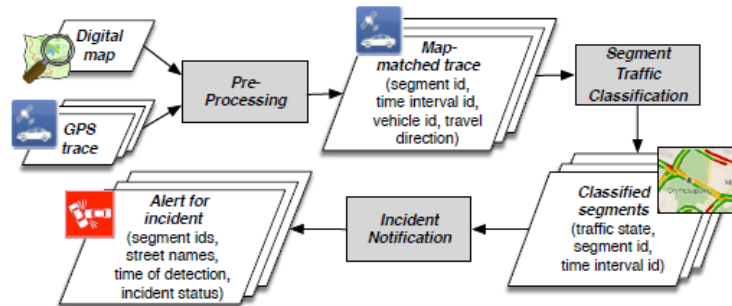 Digital
map
GPS
trace
Pre-
Processing
Map-
matched trace
(segment id,
time interval id,
vehicle id, travel
direction)
Segment
Traffic
Classification
Classified
segments
(traffic state,
segment id,
time interval id)
Incident
Notification
Alert for
incident
(segment ids,
street names,
time of detection,
incident status)